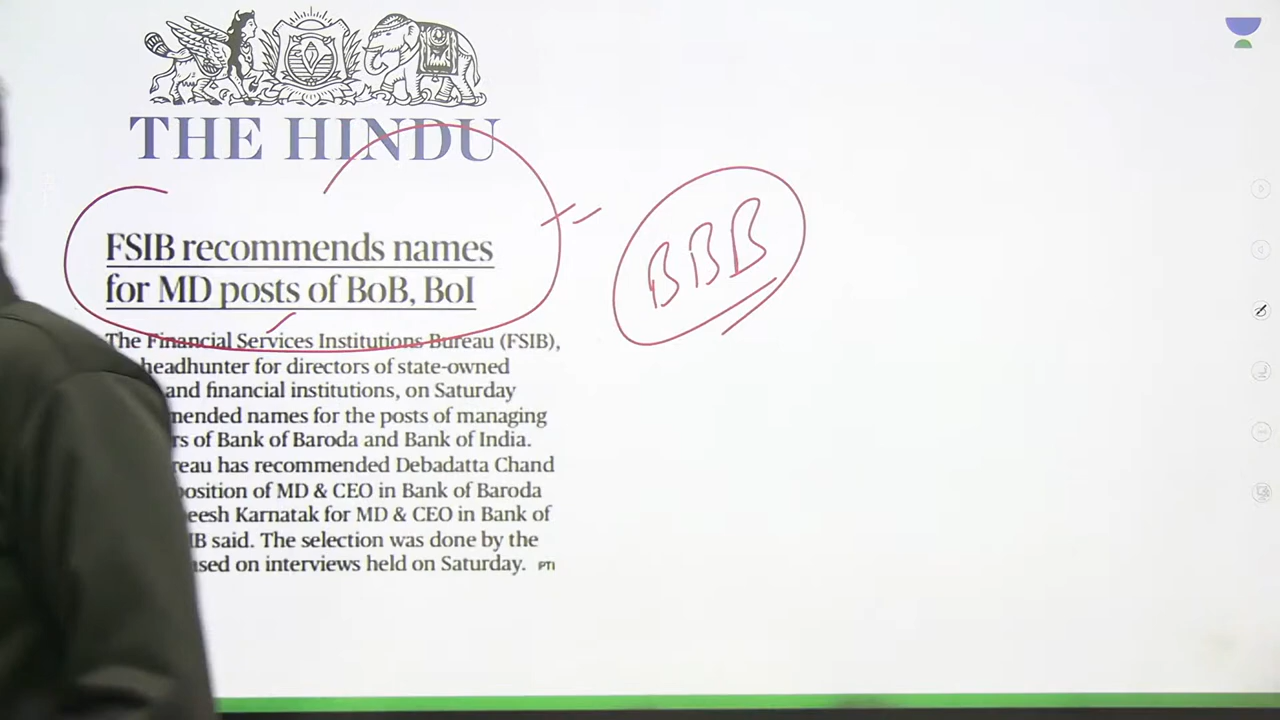 THE HINDU
FSIB recommends names
for MD posts of BoB, BoI
BBB
The Financial Services Institutions Bureau (FSIB),
headhunter for directors of state-owned
and financial institutions, on Saturday
mended names for the posts of managing
rs of Bank of Baroda and Bank of India.
reau has recommended Debadatta Chand
osition of MD & CEO in Bank of Baroda
eesh Karnatak for MD & CEO in Bank of
IB said. The selection was done by the
sed on interviews held on Saturday. PTI